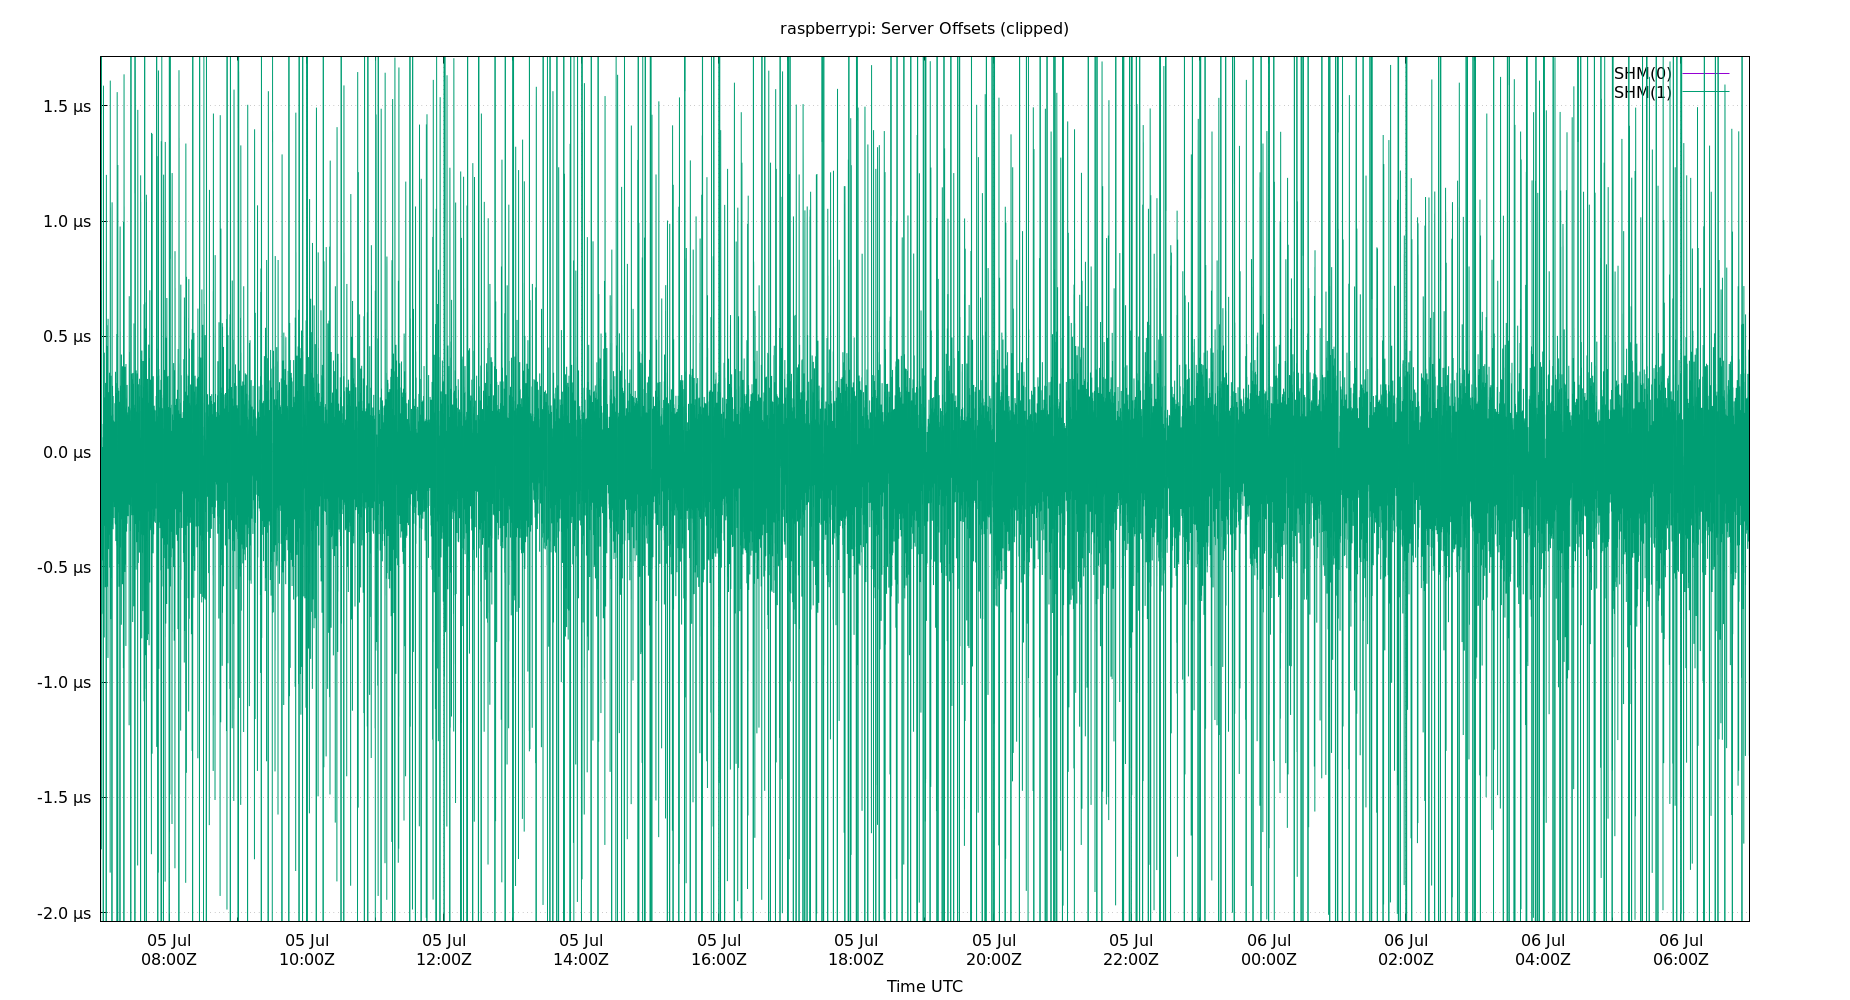 raspberrypi: Server Offsets (clipped)
SHM(0)
SHM(1)
1.5 µs
1.0 µs
0.5 µs
0.0 µs
-0.5 µs
-1.0 µs
-1.5 µs
-2.0 µs
05 Jul 05 Jul 05 Jul 05 Jul 05 Jul 05 Jul 05 Jul 05 Jul 06 Jul 06 Jul 06 Jul 06 Jul
08:00Z 10:00Z 12:00Z 14:00Z 16:00Z 18:00Z 20:00Z 22:00Z 00:00Z 02:00Z 04:00Z 06:00Z
Time UTC